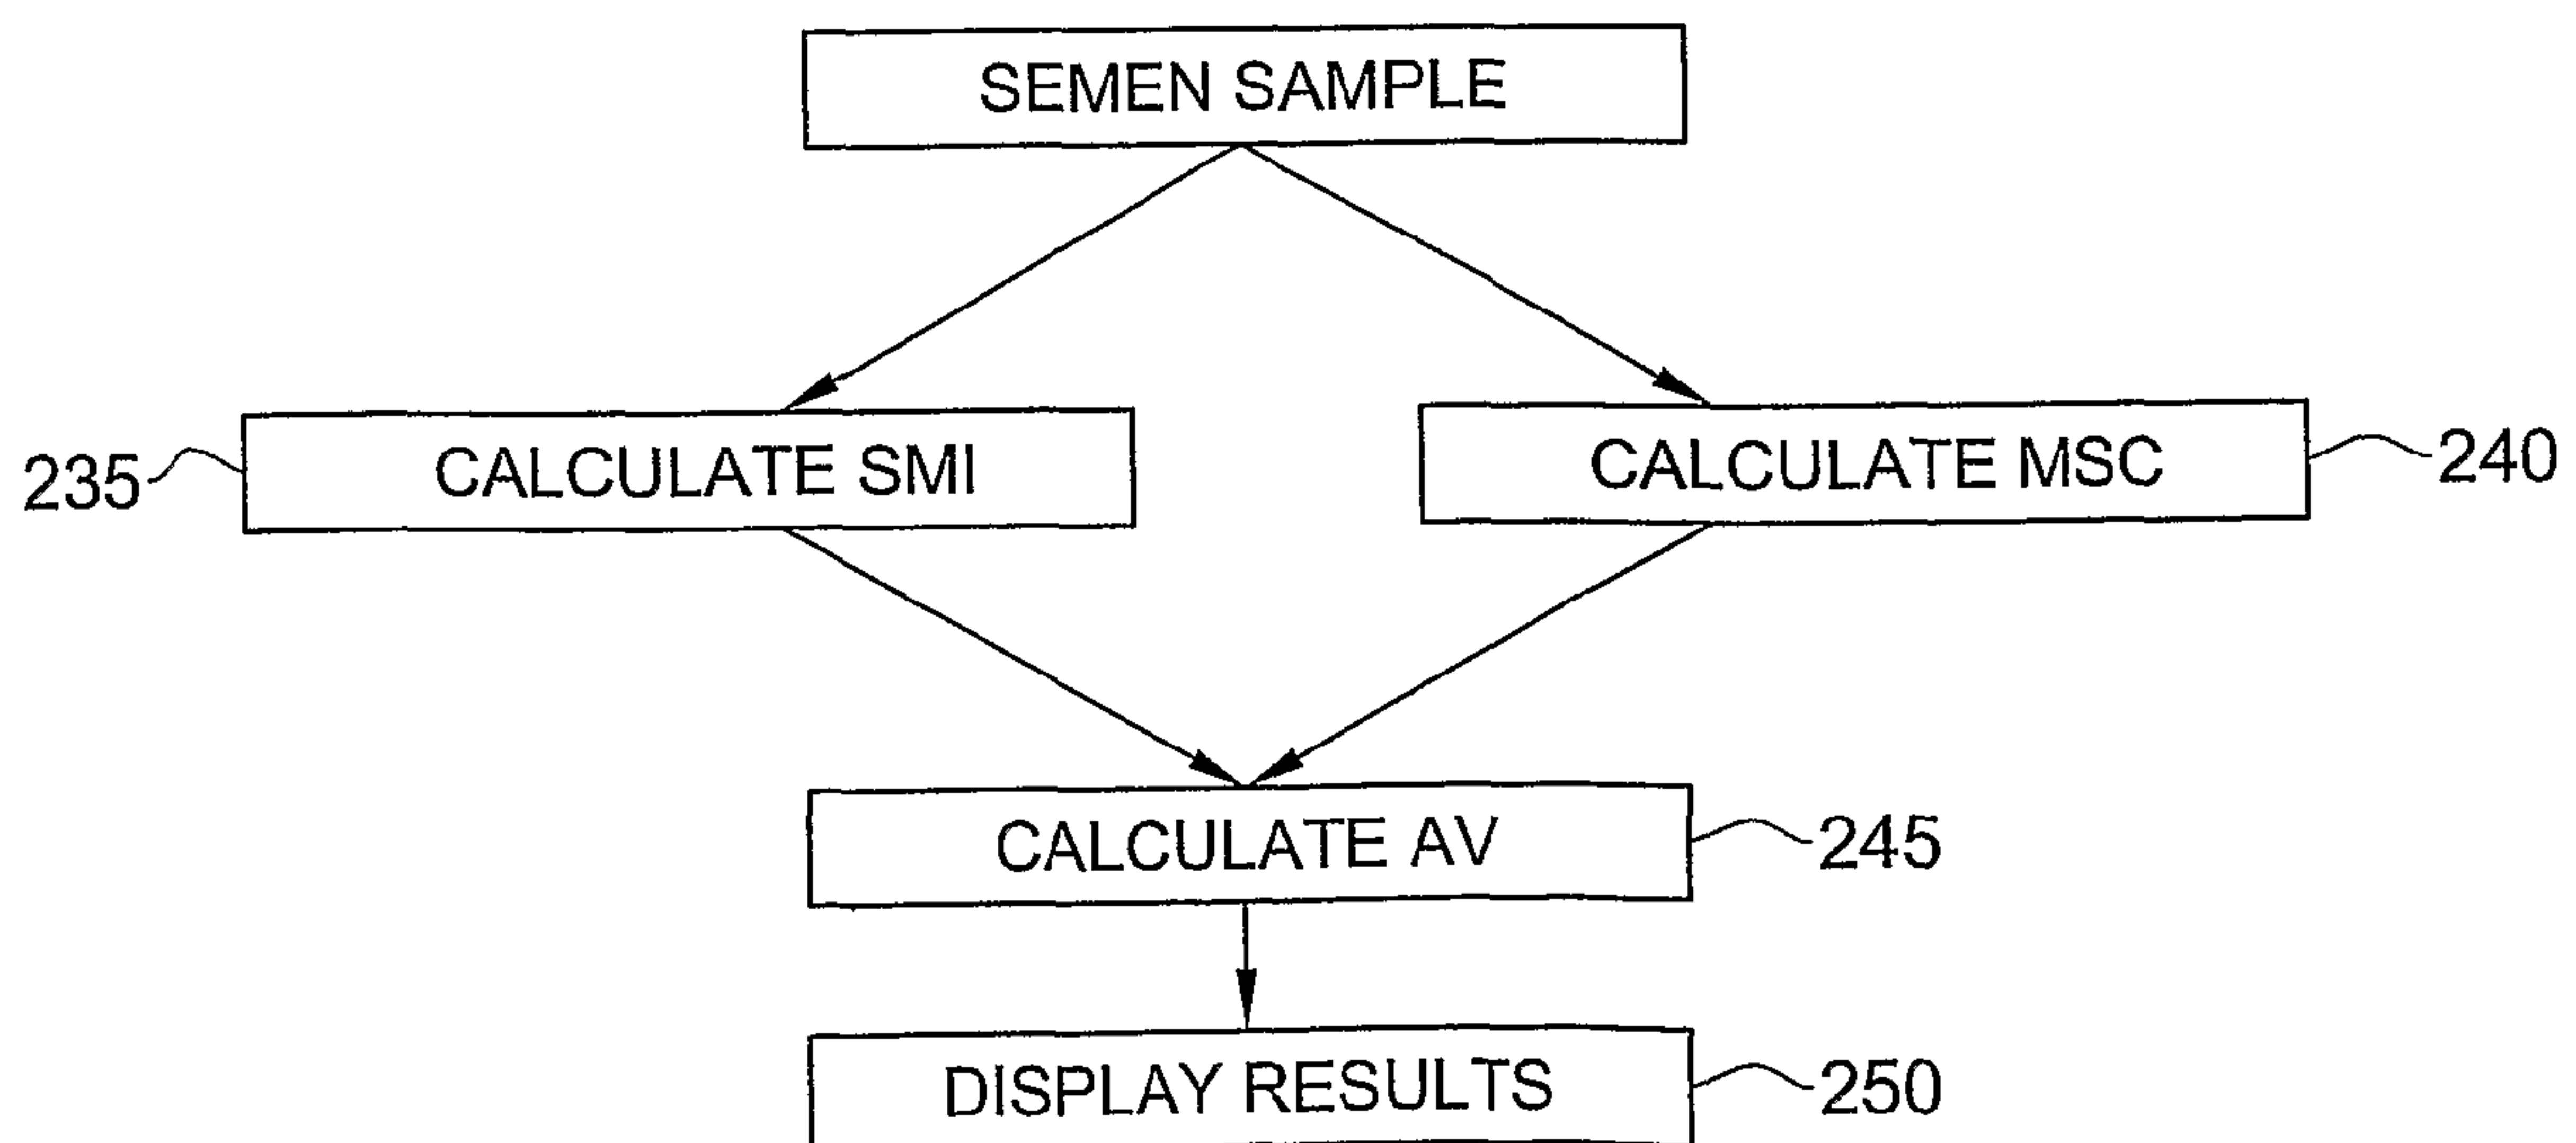 SEMEN SAMPLE
235
CALCULATE SMI
CALCULATE MSC
240
CALCULATE AV
245
DISPLAY RESULTS
250